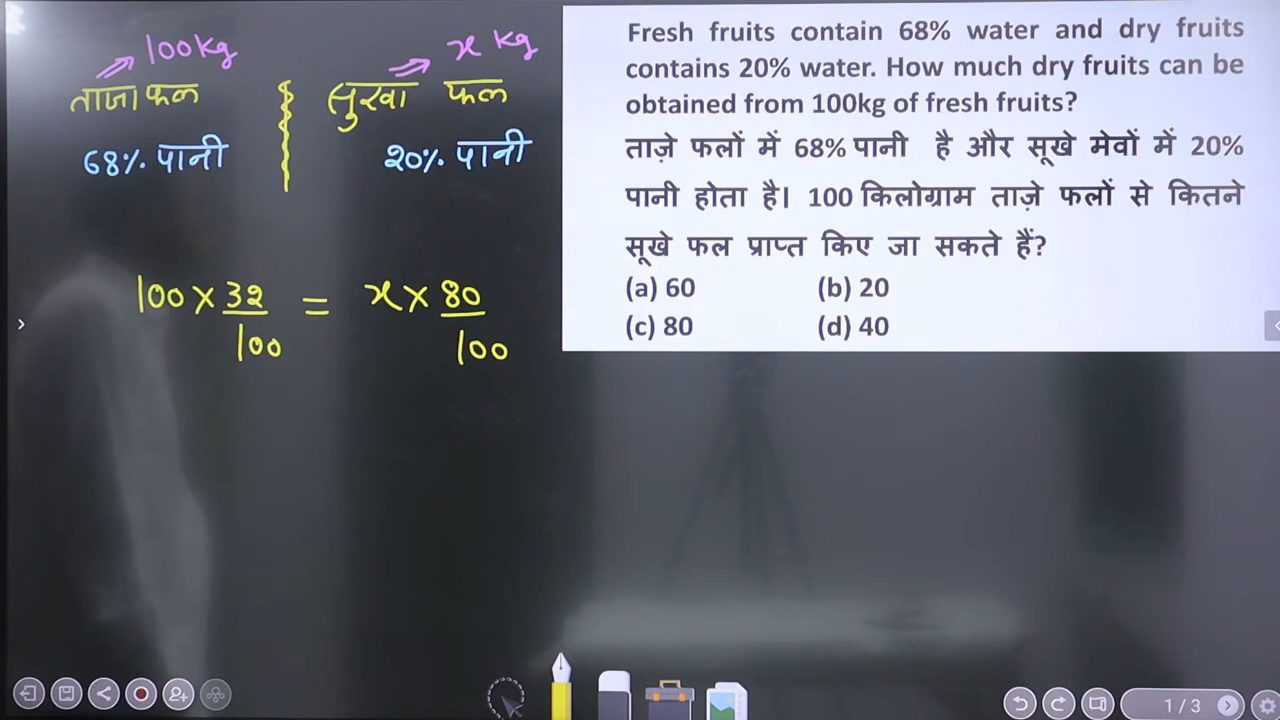 ⇒ 100kg
⇒ x kg
ताजा फल
सुखा फल
68% पानी
20% पानी
100 × 32/100 = x × 80/100
Fresh fruits contain 68% water and dry fruits
contains 20% water. How much dry fruits can be
obtained from 100kg of fresh fruits?
ताज़े फलों में 68% पानी है और सूखे मेवों में 20%
पानी होता है। 100 किलोग्राम ताज़े फलों से कितने
सूखे फल प्राप्त किए जा सकते हैं?
(a) 60 (b) 20
(c) 80 (d) 40
1 / 3